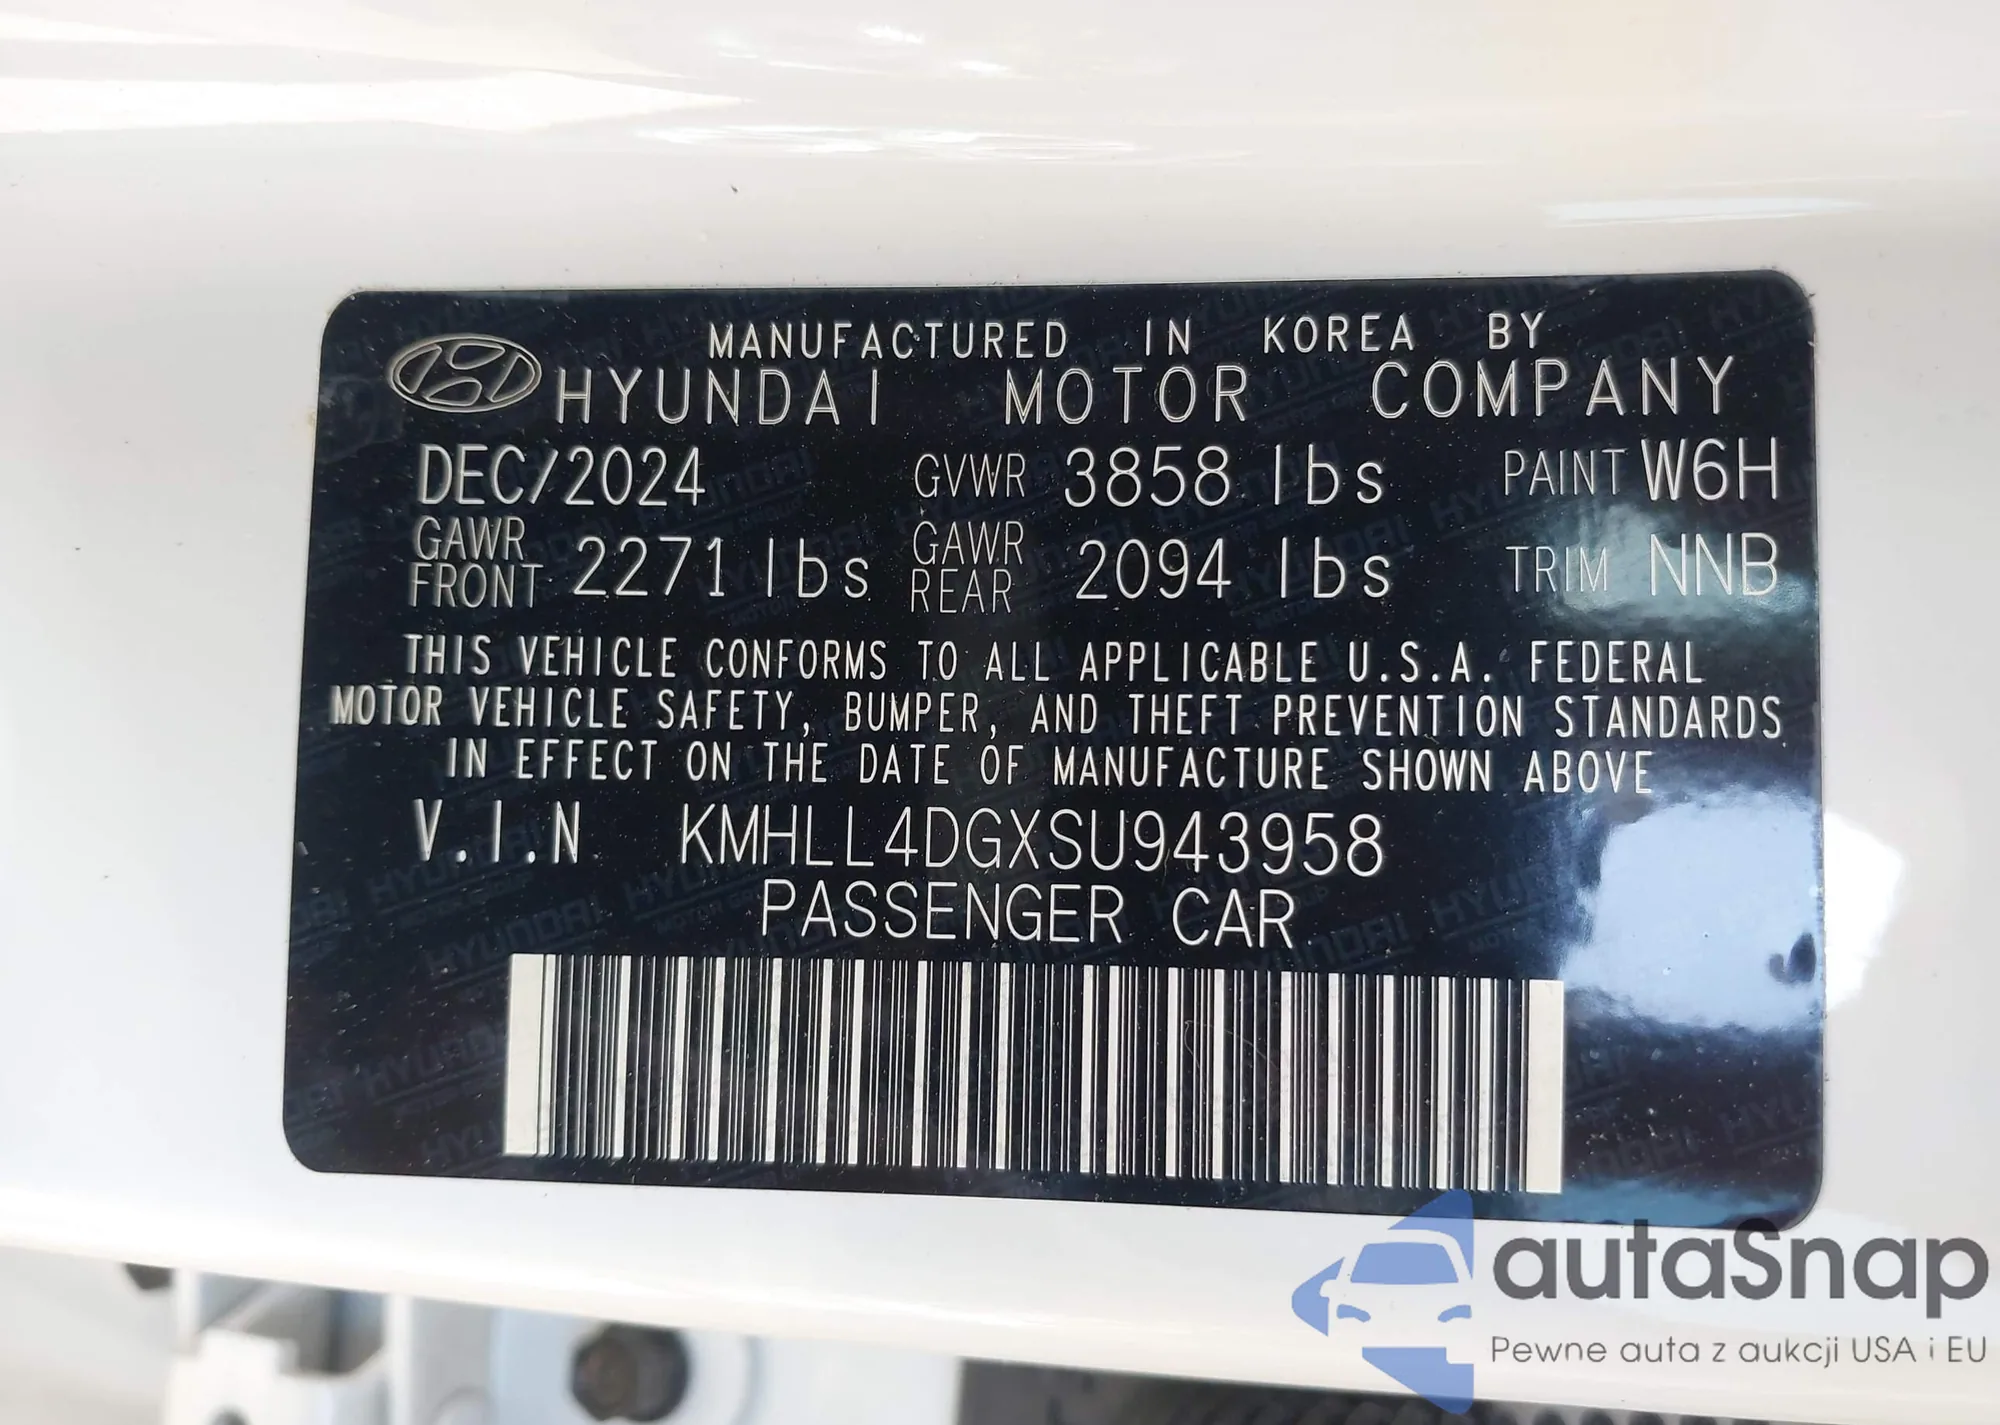 MANUFACTURED IN KOREA BY
HYUNDAI MOTOR COMPANY
DEC/2024 GVWR 3858 lbs PAINT W6H
GAWR FRONT 2271 lbs GAWR REAR 2094 lbs TRIM NNB
THIS VEHICLE CONFORMS TO ALL APPLICABLE U.S.A. FEDERAL
MOTOR VEHICLE SAFETY, BUMPER, AND THEFT PREVENTION STANDARDS
IN EFFECT ON THE DATE OF MANUFACTURE SHOWN ABOVE
V.I.N KMHLL4DGXSU943958
PASSENGER CAR
autaSnap
Pewne auta z aukcji USA i EU